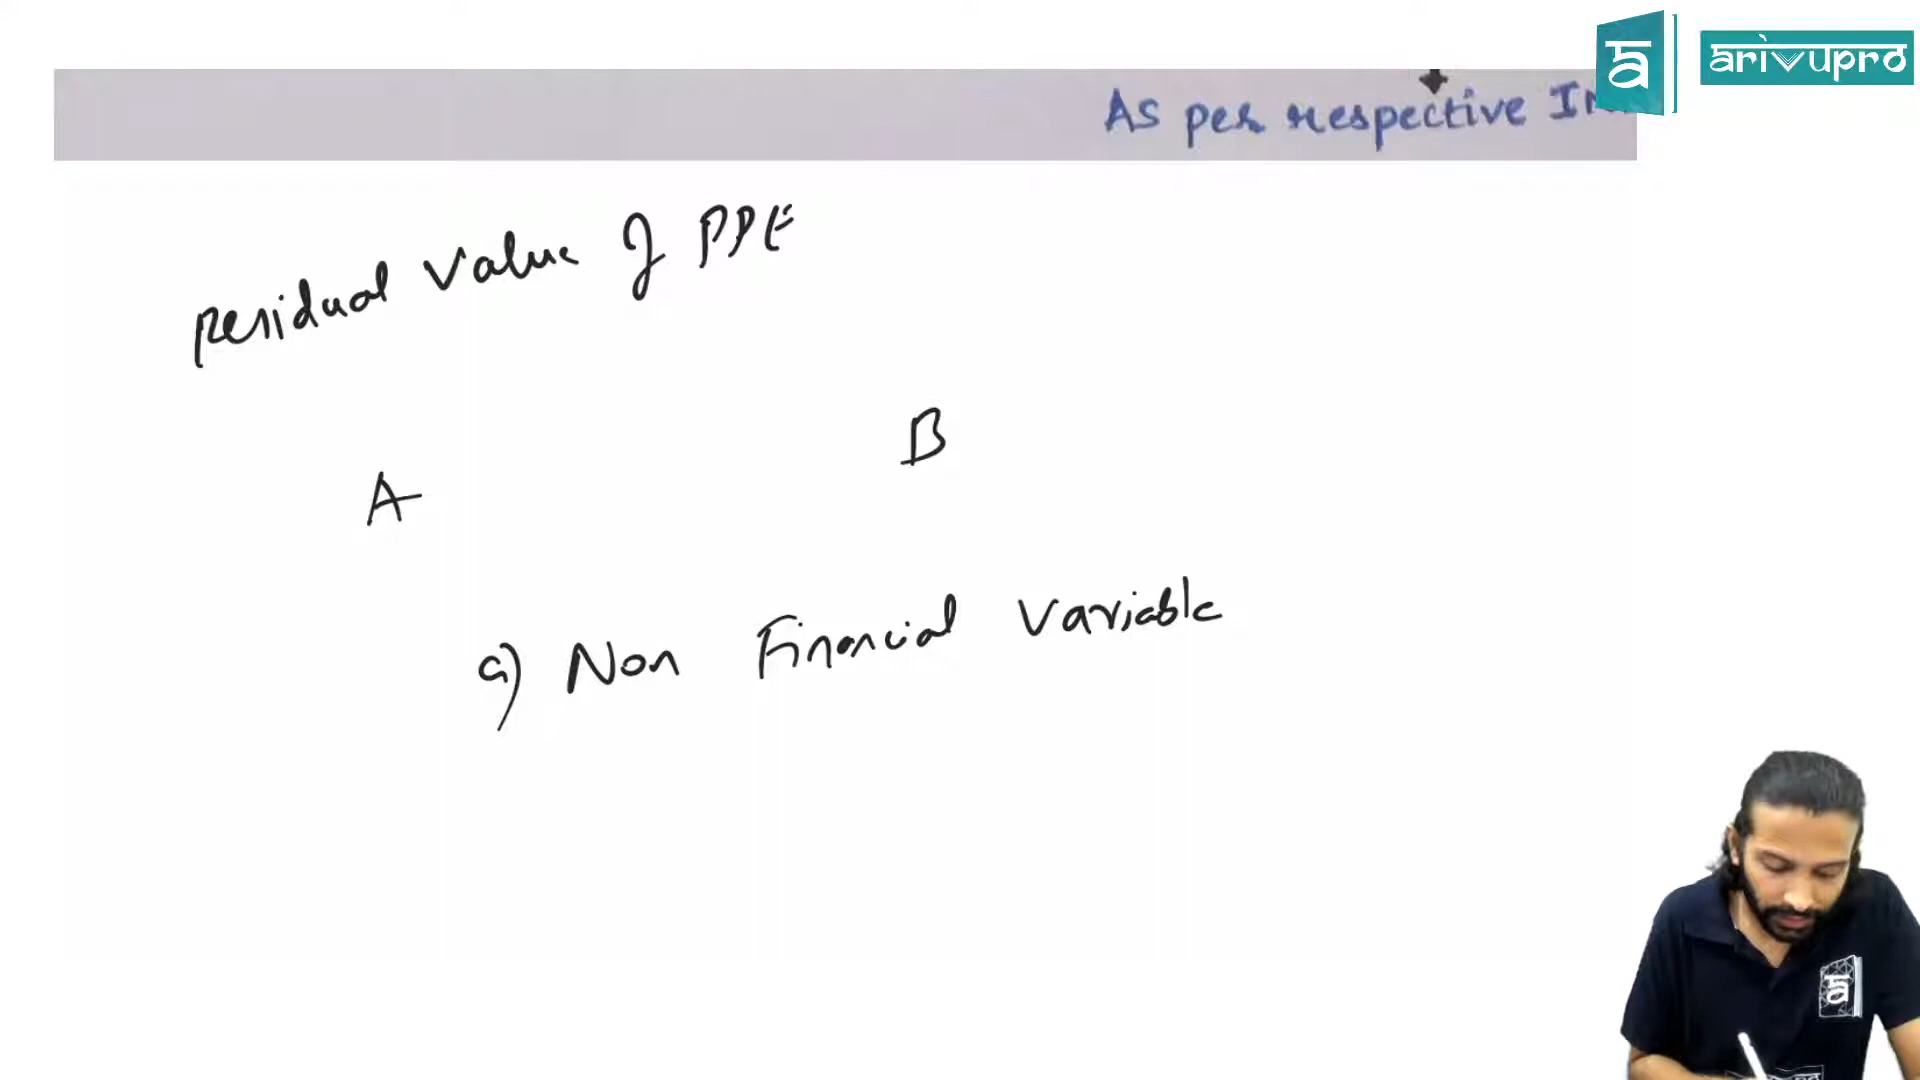 ā arivupro
As per respective
Residual value of PPE
B
A
a) Non Financial Variable
ā